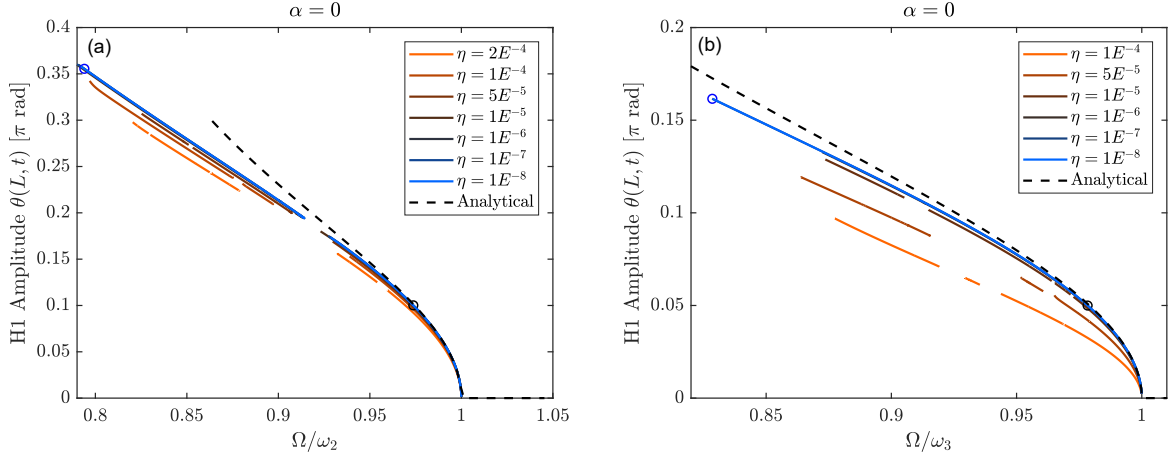 α = 0
(a)
H1 Amplitude θ(L, t) [π rad]
0.4
0.35
0.3
0.25
0.2
0.15
0.1
0.05
0
η = 2E⁻⁴
η = 1E⁻⁴
η = 5E⁻⁵
η = 1E⁻⁵
η = 1E⁻⁶
η = 1E⁻⁷
η = 1E⁻⁸
Analytical
0.8 0.85 0.9 0.95 1 1.05
Ω/ω₂
α = 0
(b)
H1 Amplitude θ(L, t) [π rad]
0.2
0.15
0.1
0.05
0
η = 1E⁻⁴
η = 5E⁻⁵
η = 1E⁻⁵
η = 1E⁻⁶
η = 1E⁻⁷
η = 1E⁻⁸
Analytical
0.85 0.9 0.95 1
Ω/ω₃